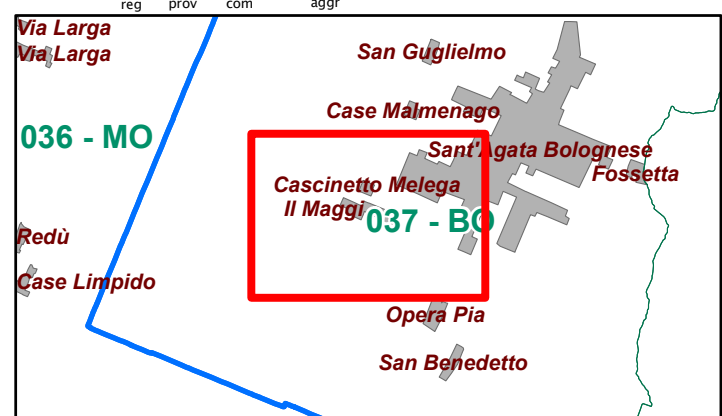 reg prov com aggr
Via Larga
Via Larga
San Guglielmo
Case Malmenago
036 - MO
Sant'Agata Bolognese
Fossetta
Cascinetto Melega
Il Maggi
037 - BO
Redù
Case Limpido
Opera Pia
San Benedetto